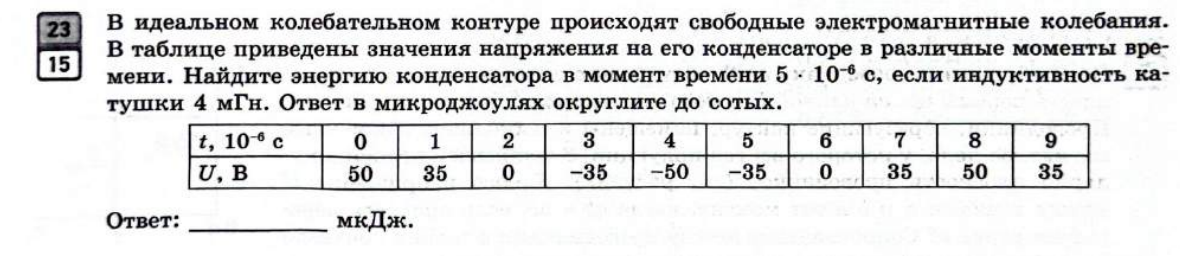 23
15
В идеальном колебательном контуре происходят свободные электромагнитные колебания.
В таблице приведены значения напряжения на его конденсаторе в различные моменты вре-
мени. Найдите энергию конденсатора в момент времени 5 · 10⁻⁶ с, если индуктивность ка-
тушки 4 мГн. Ответ в микроджоулях округлите до сотых.
t, 10⁻⁶ с 0 1 2 3 4 5 6 7 8 9
U, В 50 35 0 –35 –50 –35 0 35 50 35
Ответ: ____________ мкДж.